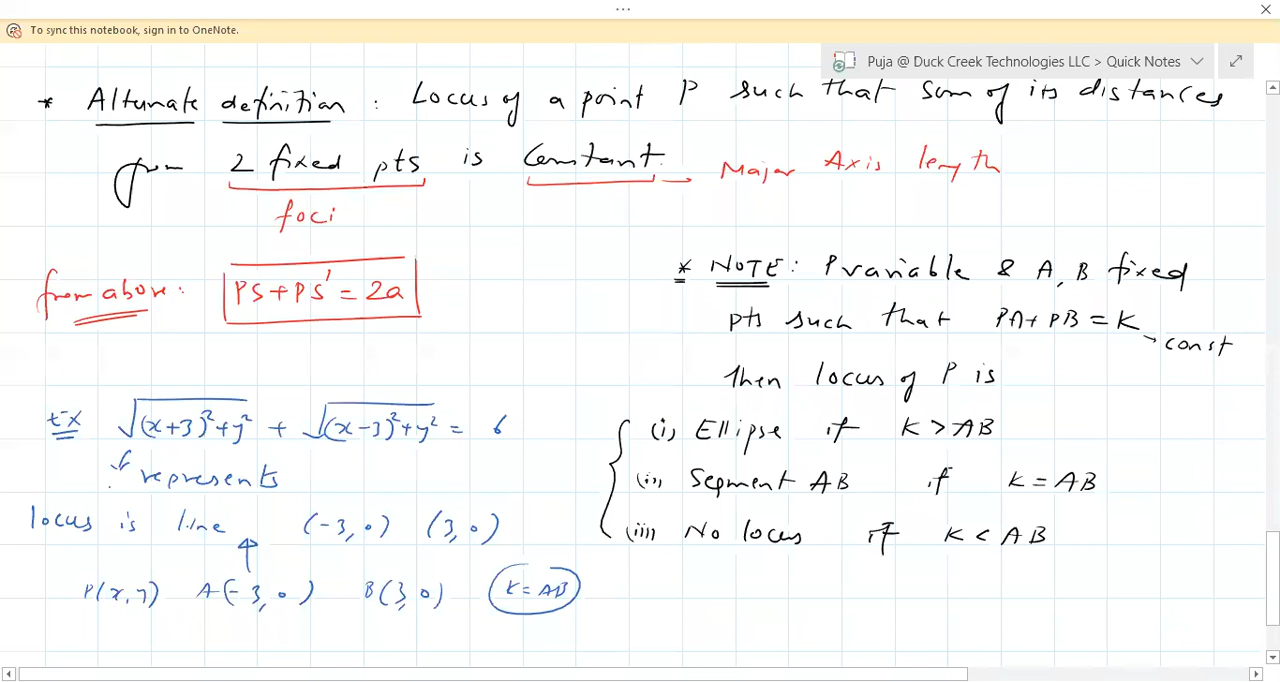 To sync this notebook, sign in to OneNote.
Puja @ Duck Creek Technologies LLC > Quick Notes
* Alternate definition : Locus of a point P such that sum of its distances
from 2 fixed pts is constant. → Major Axis length
foci
from above: PS+PS' = 2a
* NOTE: P variable & A, B fixed
pts such that PA+PB = K → const
then locus of P is
(i) Ellipse if K > AB
(ii) Segment AB if K = AB
(iii) No locus if K < AB
Ex √(x+3)²+y² + √(x-3)²+y² = 6
represents
locus is line (-3, 0) (3, 0)
P(x, y) A(-3, 0) B(3, 0) K = AB